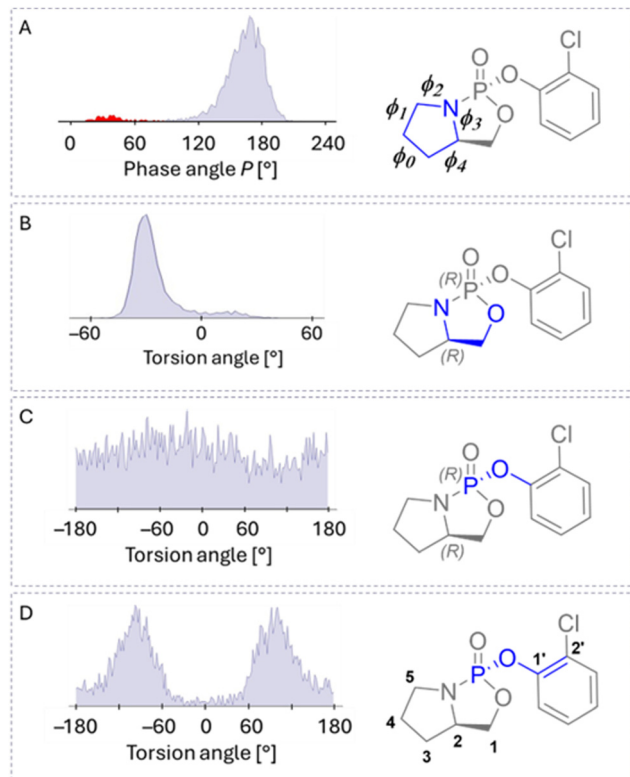 A
0 60 120 180 240
Phase angle P [°]
ϕ0 ϕ1 ϕ2 ϕ3 ϕ4
N P O O O Cl
B
−60 0 60
Torsion angle [°]
(R) (R)
N P O O O Cl
C
−180 −60 0 60 180
Torsion angle [°]
(R) (R)
N P O O O Cl
D
−180 −60 0 60 180
Torsion angle [°]
1 2 3 4 5 1' 2'
N P O O O Cl